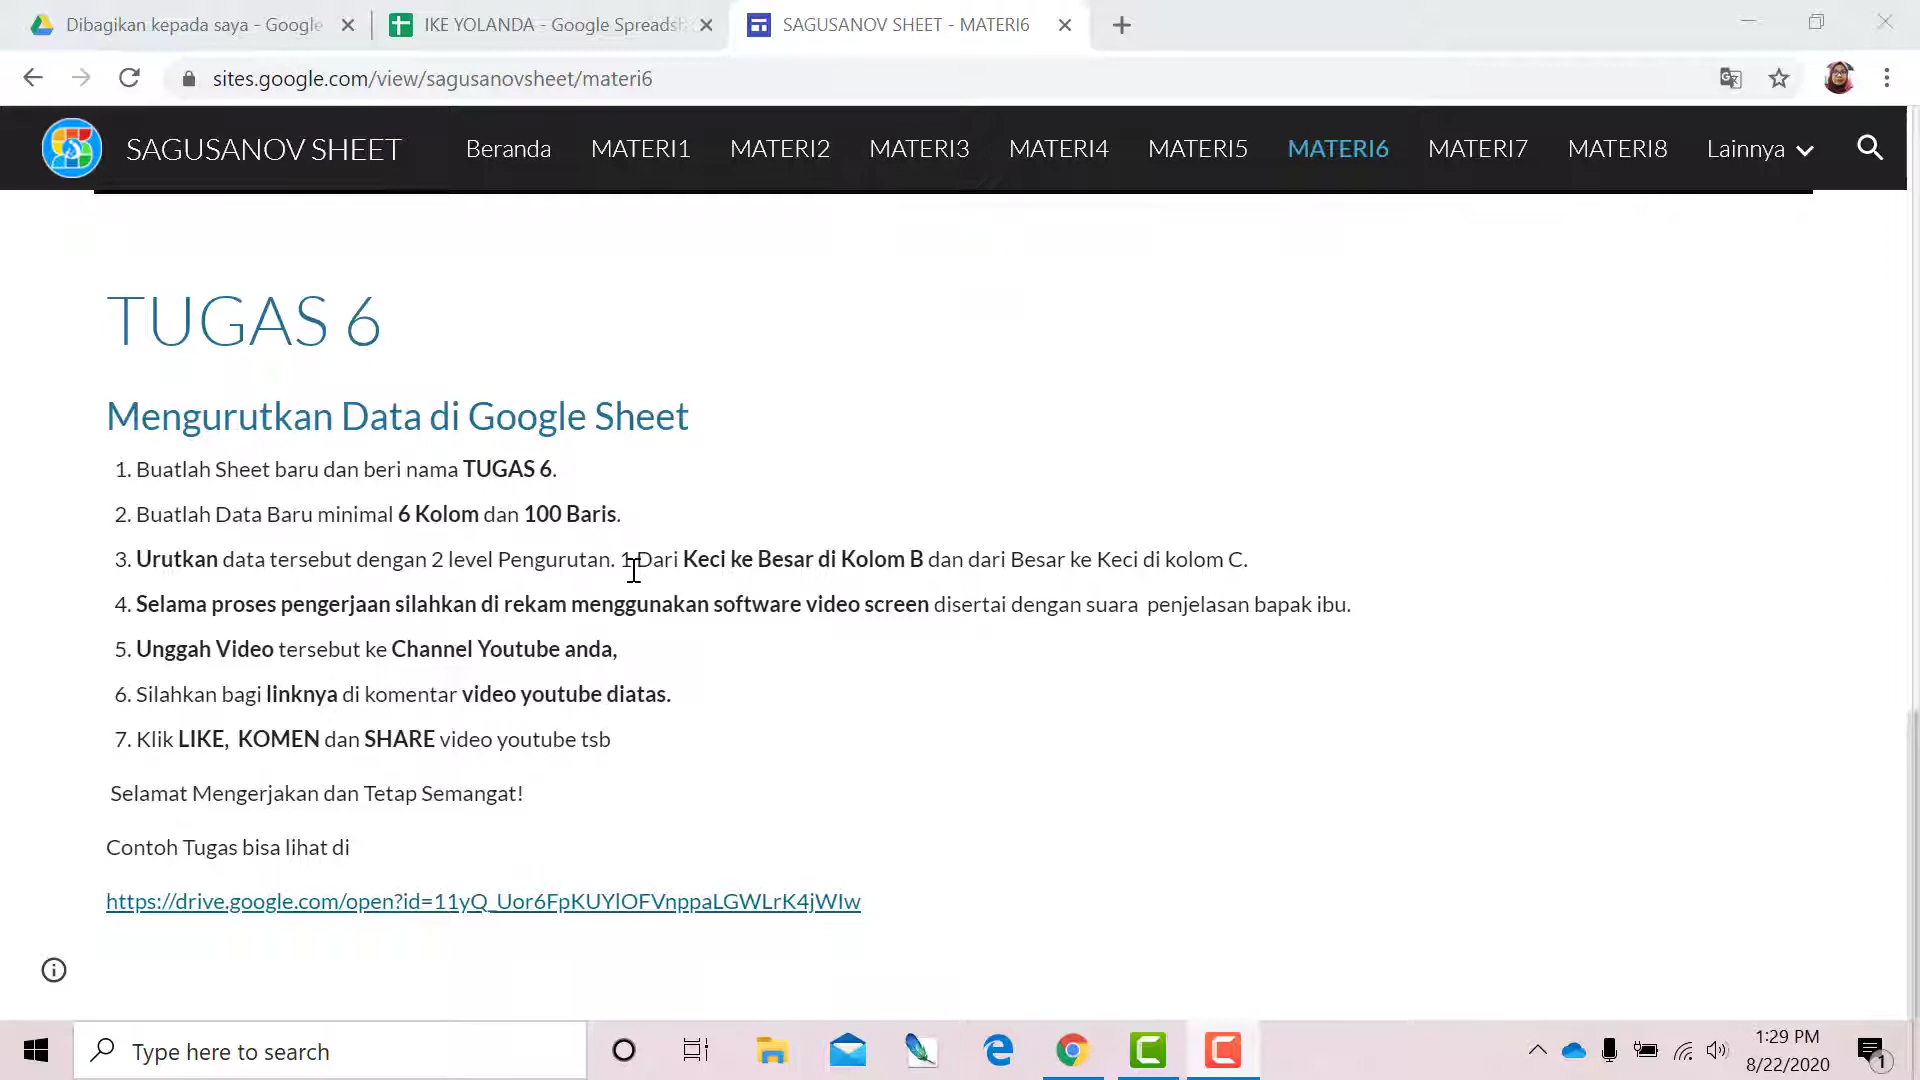 Dibagikan kepada saya - Google
IKE YOLANDA - Google Spreadsh
SAGUSANOV SHEET - MATERI6
sites.google.com/view/sagusanovsheet/materi6
SAGUSANOV SHEET
Beranda
MATERI1
MATERI2
MATERI3
MATERI4
MATERI5
MATERI6
MATERI7
MATERI8
Lainnya
TUGAS 6
Mengurutkan Data di Google Sheet
1. Buatlah Sheet baru dan beri nama TUGAS 6.
2. Buatlah Data Baru minimal 6 Kolom dan 100 Baris.
3. Urutkan data tersebut dengan 2 level Pengurutan. 1 Dari Keci ke Besar di Kolom B dan dari Besar ke Keci di kolom C.
4. Selama proses pengerjaan silahkan di rekam menggunakan software video screen disertai dengan suara penjelasan bapak ibu.
5. Unggah Video tersebut ke Channel Youtube anda,
6. Silahkan bagi linknya di komentar video youtube diatas.
7. Klik LIKE, KOMEN dan SHARE video youtube tsb
Selamat Mengerjakan dan Tetap Semangat!
Contoh Tugas bisa lihat di
https://drive.google.com/open?id=11yQ_Uor6FpKUYlOFVnppaLGWLrK4jWIw
Type here to search
1:29 PM
8/22/2020
1